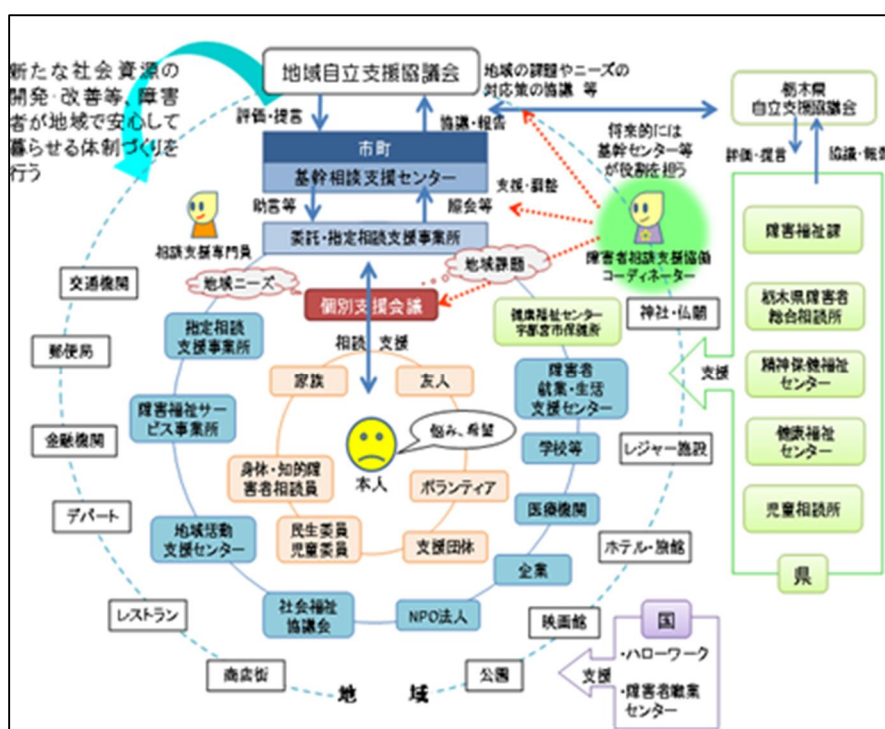 新たな社会資源の
開発・改善等、障害
者が地域で安心して
暮らせる体制づくりを
行う
地域自立支援協議会
地域の課題やニーズの
対応策の協議 等
栃木県
自立支援協議会
評価・提言
協議・報告
将来的には
基幹センター等
が役割を担う
評価・提言
協議・報告
市町
基幹相談支援センター
支援・調整
助言等
照会等
相談支援専門員
委託・指定相談支援事業所
障害者相談支援協働
コーディネーター
障害福祉課
地域ニーズ
地域課題
交通機関
個別支援会議
健康福祉センター
宇都宮市保健所
神社・仏閣
栃木県障害者
総合相談所
指定相談
支援事業所
相談 支援
郵便局
家族
友人
障害者
就業・生活
支援センター
支援
精神保健福祉
センター
障害福祉サー
ビス事業所
悩み、希望
金融機関
学校等
レジャー施設
健康福祉
センター
身体・知的障
害者相談員
本人
ボランティア
デパート
医療機関
児童相談所
地域活動
支援センター
民生委員
児童委員
支援団体
ホテル・旅館
企業
県
レストラン
社会福祉
協議会
NPO法人
映画館
国
・ハローワーク
商店街
公園
支援
・障害者職業
センター
地 域